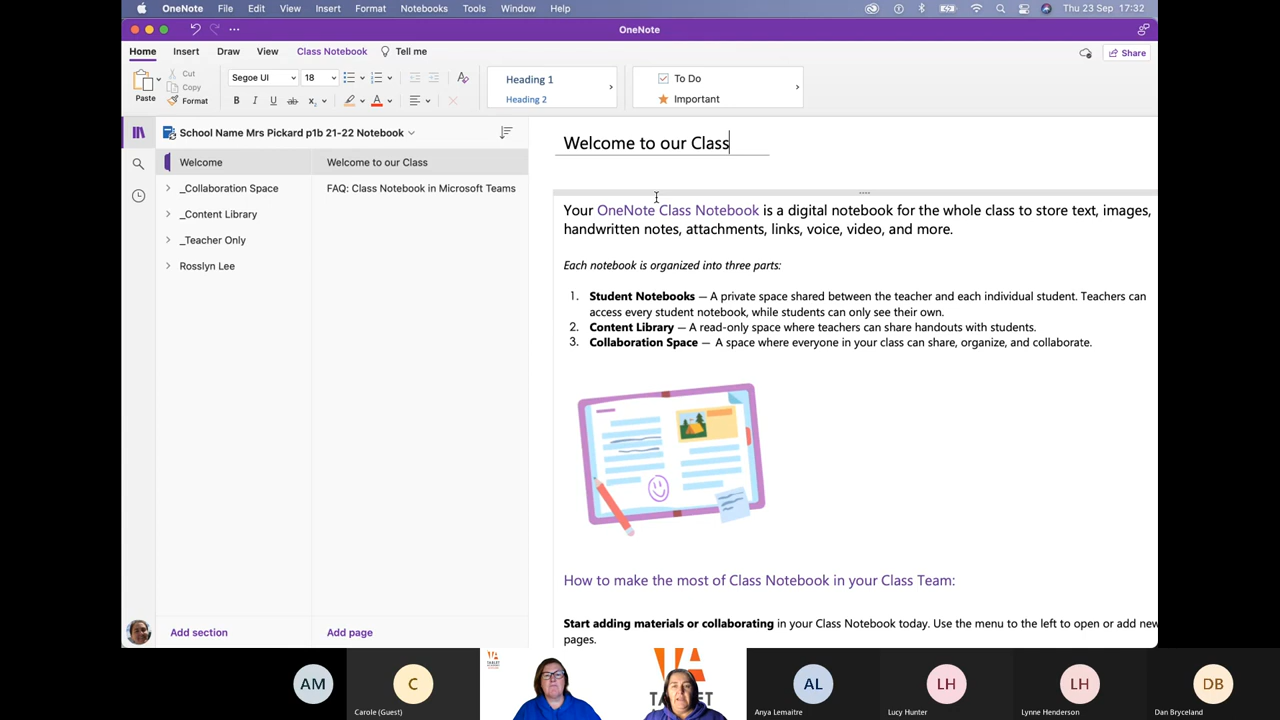 OneNote File Edit View Insert Format Notebooks Tools Window Help Thu 23 Sep 17:32
OneNote
Home Insert Draw View Class Notebook Tell me Share
Paste Cut Copy Format
Segoe UI 18
B I U ab x
Heading 1
Heading 2
To Do
Important
School Name Mrs Pickard p1b 21-22 Notebook
Welcome
_Collaboration Space
_Content Library
_Teacher Only
Rosslyn Lee
Add section
Welcome to our Class
FAQ: Class Notebook in Microsoft Teams
Add page
Welcome to our Class
Your OneNote Class Notebook is a digital notebook for the whole class to store text, images,
handwritten notes, attachments, links, voice, video, and more.
Each notebook is organized into three parts:
1. Student Notebooks — A private space shared between the teacher and each individual student. Teachers can
access every student notebook, while students can only see their own.
2. Content Library — A read-only space where teachers can share handouts with students.
3. Collaboration Space — A space where everyone in your class can share, organize, and collaborate.
How to make the most of Class Notebook in your Class Team:
Start adding materials or collaborating in your Class Notebook today. Use the menu to the left to open or add new
pages.
AM
C
Carole (Guest)
AL
Anya Lemaitre
LH
Lucy Hunter
LH
Lynne Henderson
DB
Dan Bryceland